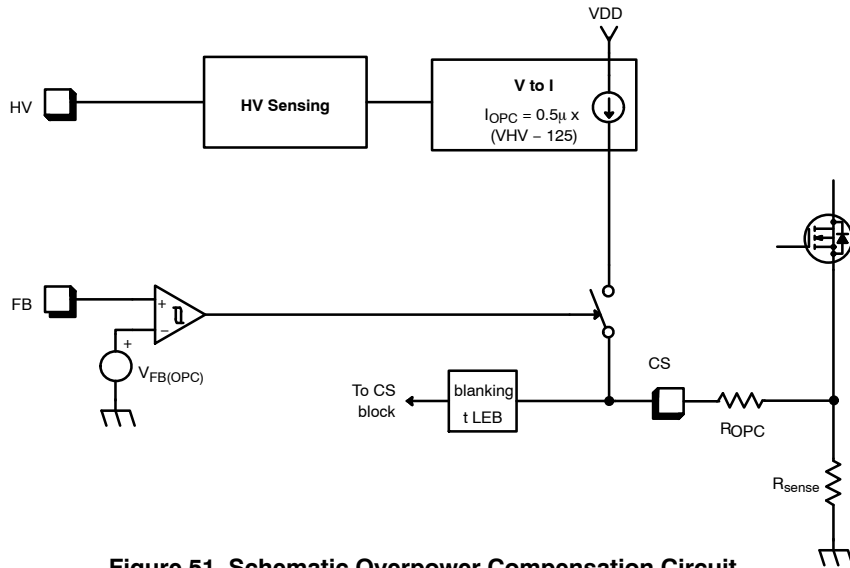 VDD
HV
HV Sensing
V to I
IOPC = 0.5μ x
(VHV − 125)
FB
+
−
+
VFB(OPC)
To CS
block
blanking
t LEB
CS
ROPC
Rsense
Figure 51. Schematic Overpower Compensation Circuit